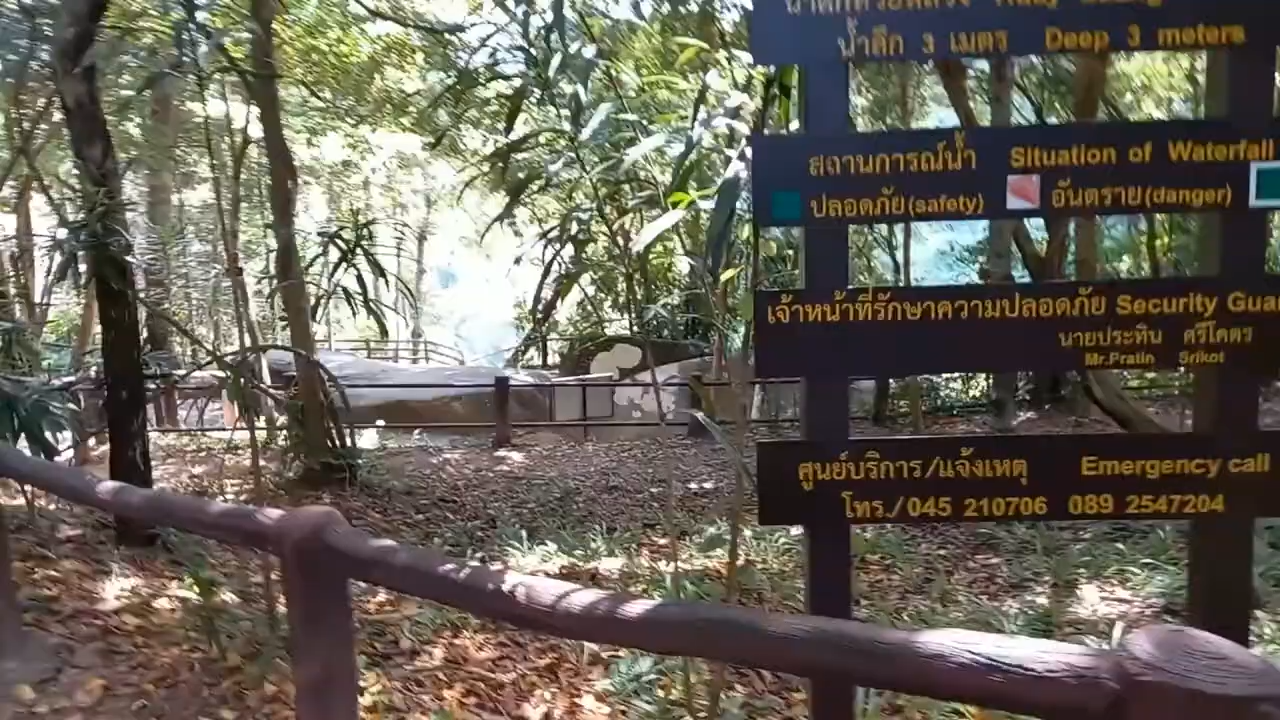 น้ำลึก 3 เมตร Deep 3 meters
สถานการณ์น้ำ Situation of Waterfall
ปลอดภัย(safety) อันตราย(danger)
เจ้าหน้าที่รักษาความปลอดภัย Security
นายประทิน ศรีโคตร
Mr.Pratin Srikot
ศูนย์บริการ/แจ้งเหตุ Emergency call
โทร./045 210706 089 2547204